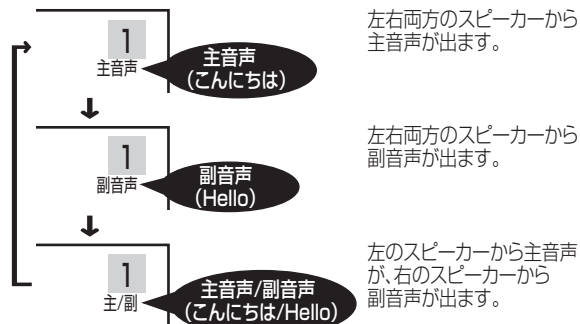 1
主音声
主音声
(こんにちは)
左右両方のスピーカーから
主音声が出ます。
1
副音声
副音声
(Hello)
左右両方のスピーカーから
副音声が出ます。
1
主/副
主音声/副音声
(こんにちは/Hello)
左のスピーカーから主音声
が、右のスピーカーから
副音声が出ます。